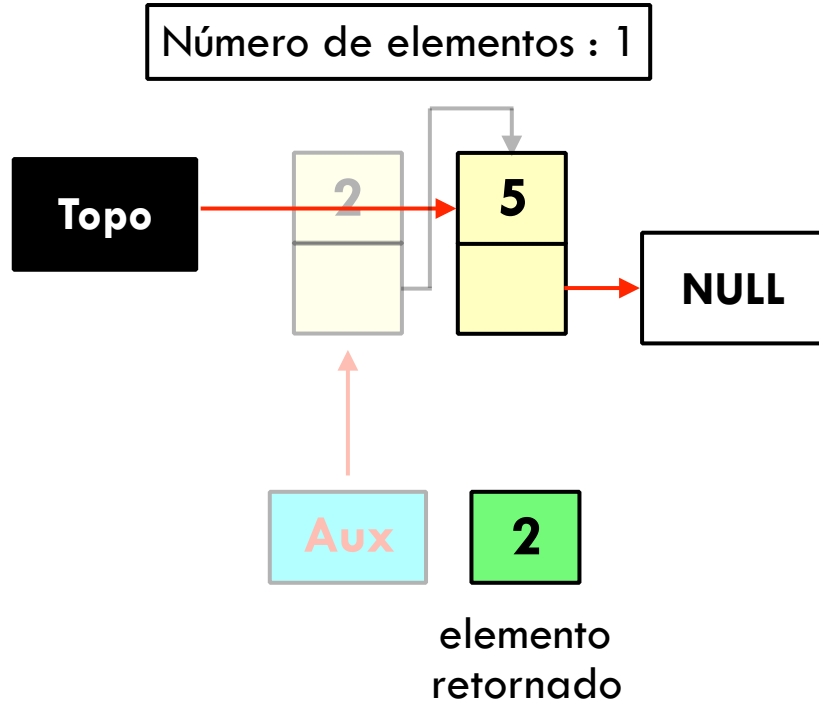 Número de elementos : 1
Topo
2
5
NULL
Aux
2
elemento
retornado